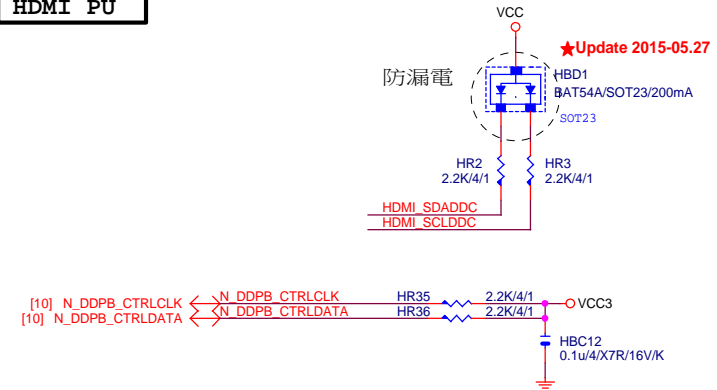 HDMI PU
VCC
★Update 2015-05.27
防漏電
HBD1
BAT54A/SOT23/200mA
SOT23
HR2
2.2K/4/1
HR3
2.2K/4/1
HDMI_SDADDC
HDMI_SCLDDC
[10] N_DDPB_CTRLCLK N_DDPB_CTRLCLK HR35 2.2K/4/1 VCC3
[10] N_DDPB_CTRLDATA N_DDPB_CTRLDATA HR36 2.2K/4/1
HBC12
0.1u/4/X7R/16V/K